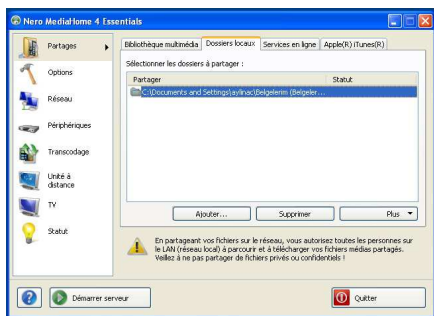 Nero MediaHome 4 Essentials
Partages
Options
Réseau
Périphériques
Transcodage
Unité à
distance
TV
Statut
Bibliothèque multimédia
Dossiers locaux
Services en ligne
Apple(R) iTunes(R)
Sélectionner les dossiers à partager :
Partager Statut
C:\Documents and Settings\aylinac\Belgelerim (Belgeler...
Ajouter... Supprimer Plus
En partageant vos fichiers sur le réseau, vous autorisez toutes les personnes sur
le LAN (réseau local) à parcourir et à télécharger vos fichiers médias partagés.
Veillez à ne pas partager de fichiers privés ou confidentiels !
Démarrer serveur
Quitter